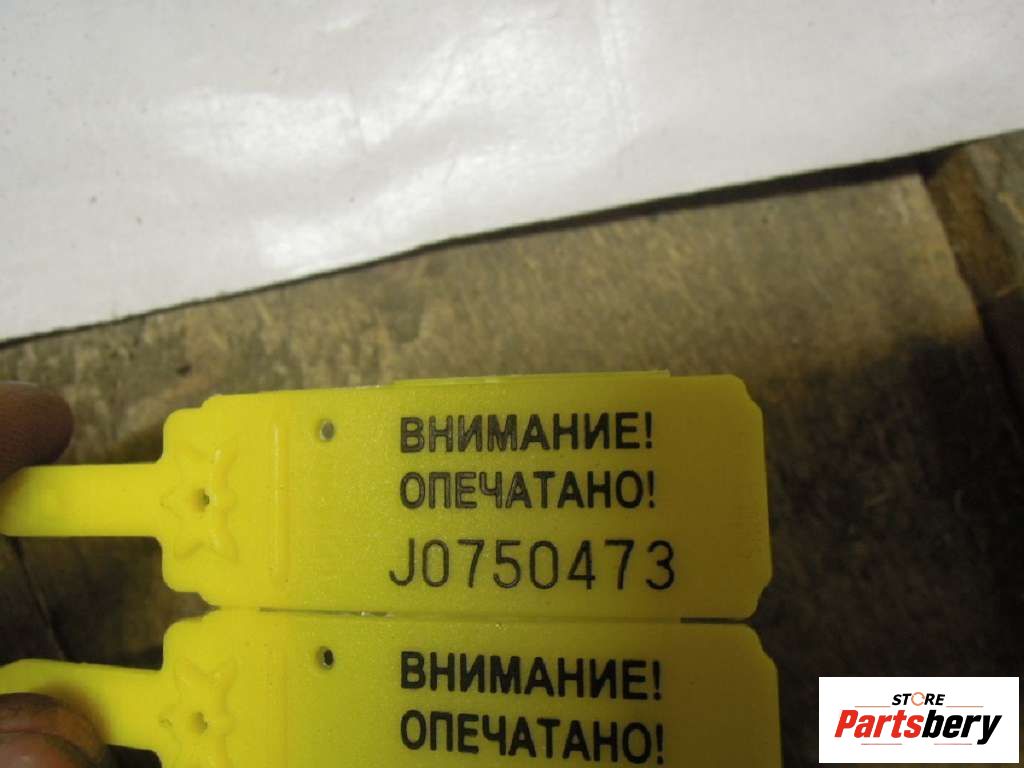 ВНИМАНИЕ!
ОПЕЧАТАНО!
J0750473
ВНИМАНИЕ!
ОПЕЧАТАНО!
STORE
Partsbery